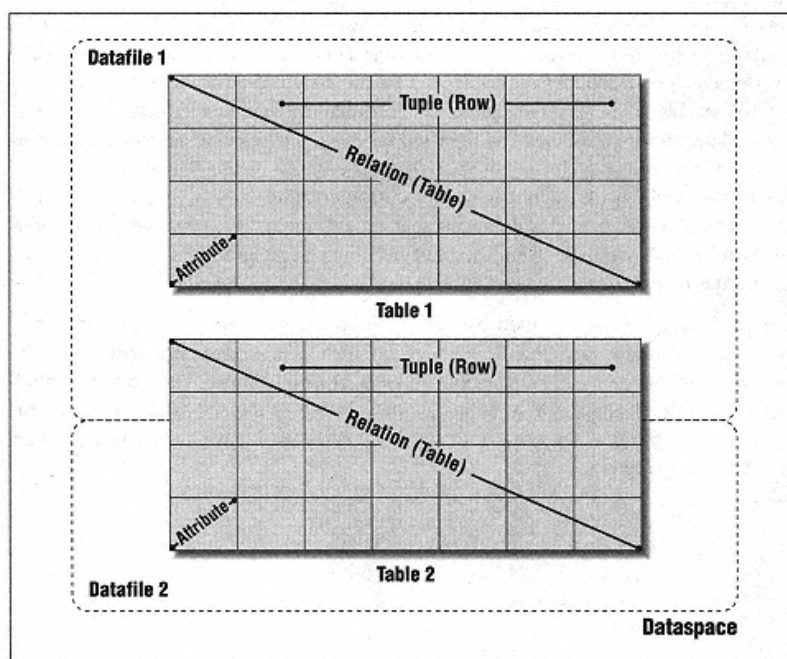 Datafile 1
Tuple (Row)
Relation (Table)
Attribute
Table 1
Tuple (Row)
Relation (Table)
Attribute
Table 2
Datafile 2
Dataspace